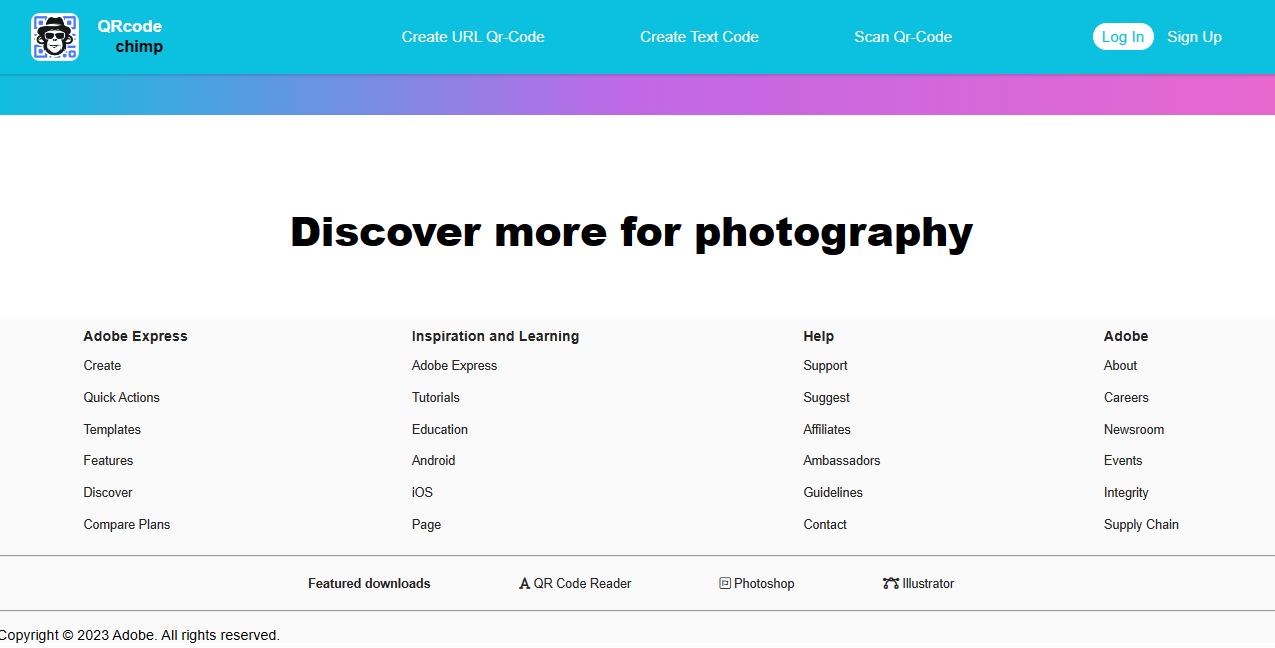 QRcode
chimp
Create URL Qr-Code
Create Text Code
Scan Qr-Code
Log In
Sign Up
Discover more for photography
Adobe Express
Create
Quick Actions
Templates
Features
Discover
Compare Plans
Inspiration and Learning
Adobe Express
Tutorials
Education
Android
iOS
Page
Help
Support
Suggest
Affiliates
Ambassadors
Guidelines
Contact
Adobe
About
Careers
Newsroom
Events
Integrity
Supply Chain
Featured downloads
QR Code Reader
Photoshop
Illustrator
Copyright © 2023 Adobe. All rights reserved.